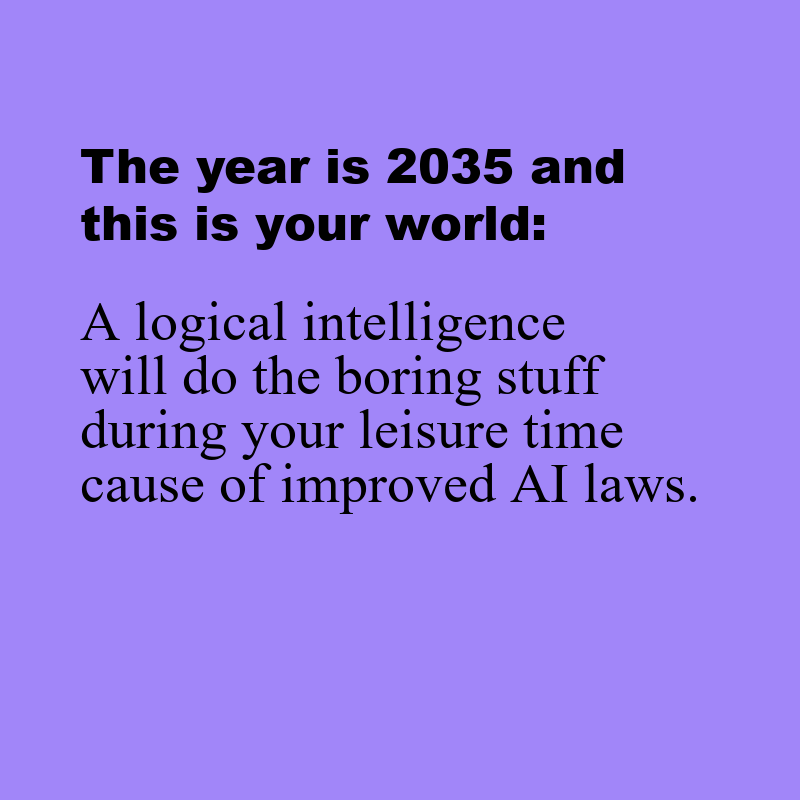 The year is 2035 and
this is your world:
A logical intelligence
will do the boring stuff
during your leisure time
cause of improved AI laws.